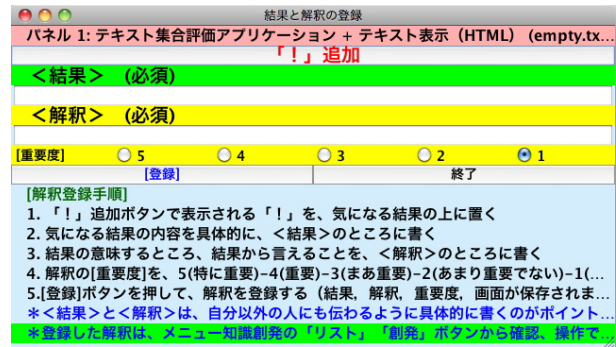 結果と解釈の登録
パネル 1: テキスト集合評価アプリケーション + テキスト表示（HTML） (empty.tx...
「！」追加
＜結果＞ (必須)
＜解釈＞ (必須)
[重要度] 5 4 3 2 1
[登録] 終了
[解釈登録手順]
1. 「！」追加ボタンで表示される「！」を、気になる結果の上に置く
2. 気になる結果の内容を具体的に、＜結果＞のところに書く
3. 結果の意味するところ、結果から言えることを、＜解釈＞のところに書く
4. 解釈の[重要度]を、5(特に重要)-4(重要)-3(まあ重要)-2(あまり重要でない)-1(...
5.[登録]ボタンを押して、解釈を登録する（結果，解釈，重要度，画面が保存されま...
＊＜結果＞と＜解釈＞は、自分以外の人にも伝わるように具体的に書くのがポイント...
＊登録した解釈は、メニュー知識創発の「リスト」「創発」ボタンから確認、操作で...